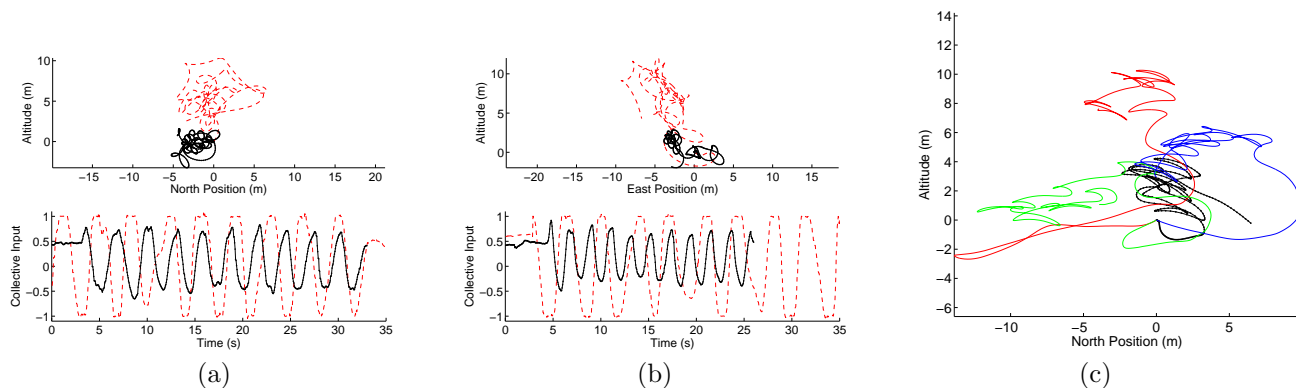 10
5
0
Altitude (m)
−15 −10 −5 0 5 10 15 20
North Position (m)
1
0.5
0
−0.5
−1
Collective Input
0 5 10 15 20 25 30 35
Time (s)
(a)
10
5
0
Altitude (m)
−15 −10 −5 0 5 10 15
East Position (m)
1
0.5
0
−0.5
−1
Collective Input
0 5 10 15 20 25 30 35
Time (s)
(b)
14
12
10
8
6
4
2
0
−2
−4
−6
Altitude (m)
−10 −5 0 5
North Position (m)
(c)